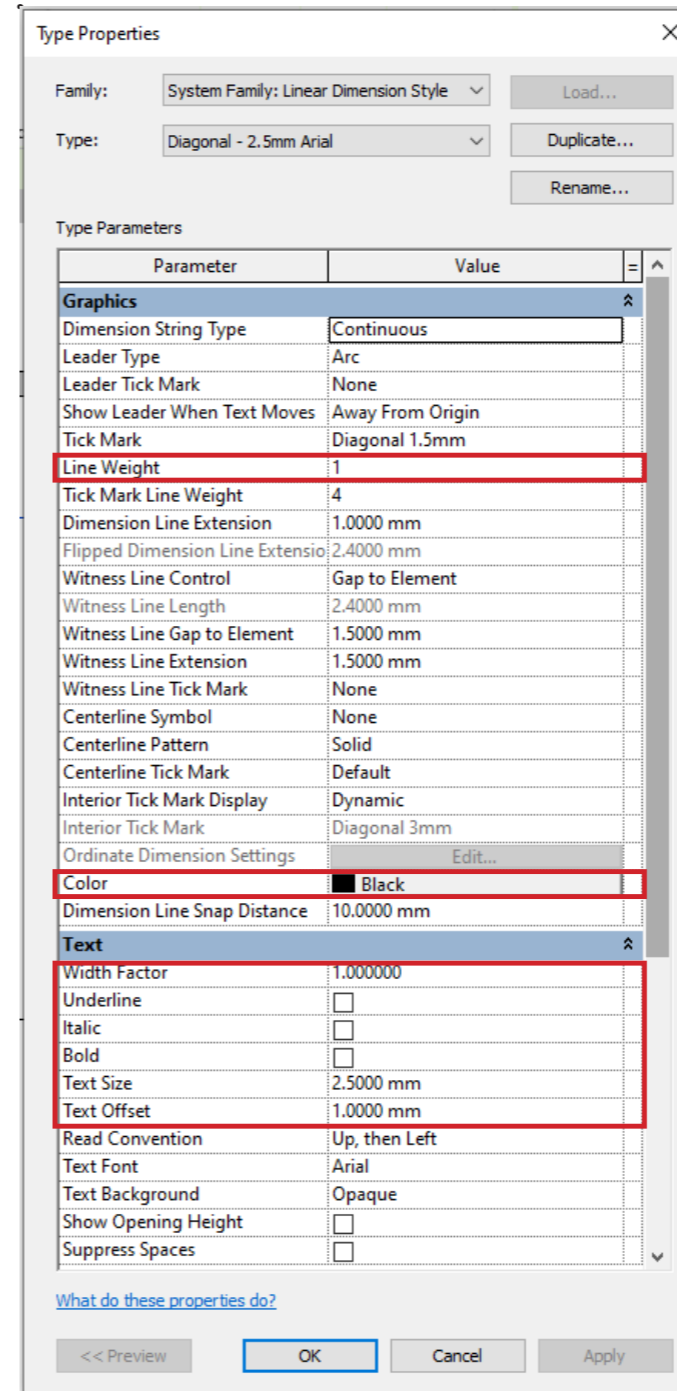 Type Properties
Family: System Family: Linear Dimension Style Load...
Type: Diagonal - 2.5mm Arial Duplicate...
Rename...
Type Parameters
Parameter Value =
Graphics
Dimension String Type Continuous
Leader Type Arc
Leader Tick Mark None
Show Leader When Text Moves Away From Origin
Tick Mark Diagonal 1.5mm
Line Weight 1
Tick Mark Line Weight 4
Dimension Line Extension 1.0000 mm
Flipped Dimension Line Extensio 2.4000 mm
Witness Line Control Gap to Element
Witness Line Length 2.4000 mm
Witness Line Gap to Element 1.5000 mm
Witness Line Extension 1.5000 mm
Witness Line Tick Mark None
Centerline Symbol None
Centerline Pattern Solid
Centerline Tick Mark Default
Interior Tick Mark Display Dynamic
Interior Tick Mark Diagonal 3mm
Ordinate Dimension Settings Edit...
Color Black
Dimension Line Snap Distance 10.0000 mm
Text
Width Factor 1.000000
Underline
Italic
Bold
Text Size 2.5000 mm
Text Offset 1.0000 mm
Read Convention Up, then Left
Text Font Arial
Text Background Opaque
Show Opening Height
Suppress Spaces
What do these properties do?
<< Preview OK Cancel Apply